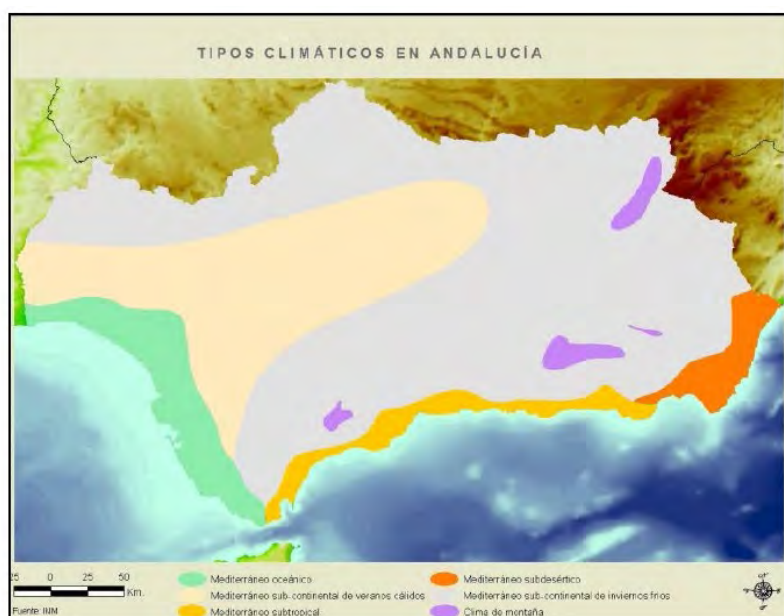 TIPOS CLIMÁTICOS EN ANDALUCÍA
25 0 25 50
Km.
Fuente: INM
Mediterráneo oceánico
Mediterráneo sub-continental de veranos cálidos
Mediterráneo subtropical
Mediterráneo subdesértico
Mediterráneo sub-continental de inviernos fríos
Clima de montaña